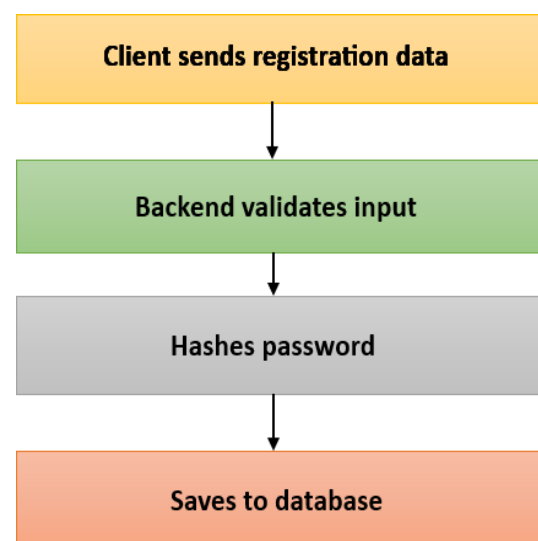 Client sends registration data
Backend validates input
Hashes password
Saves to database